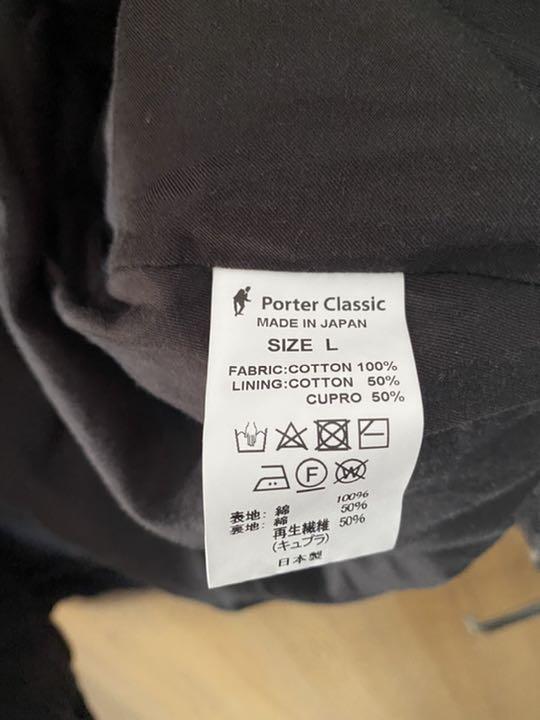 Porter Classic
MADE IN JAPAN
SIZE L
FABRIC:COTTON 100%
LINING:COTTON 50%
CUPRO 50%
F
W
表地: 綿 100%
裏地: 綿 50%
再生繊維 50%
(キュプラ)
日本製